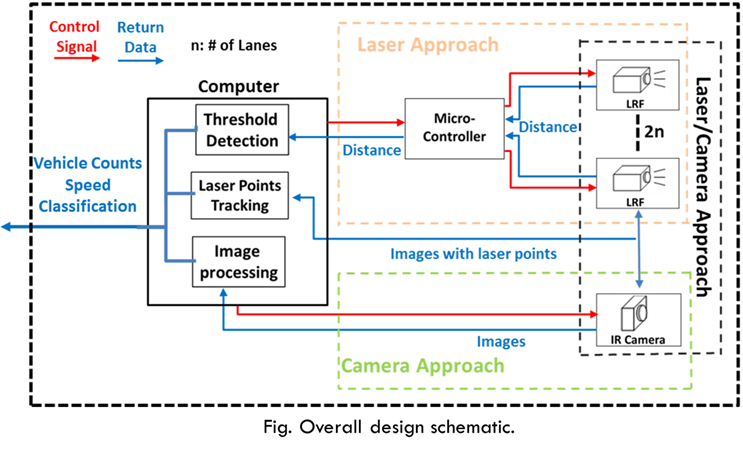 Control
Signal
Return
Data
n: # of Lanes
Laser Approach
Computer
Threshold
Detection
Micro-
Controller
LRF
Distance
Distance
2n
LRF
Laser/Camera Approach
Vehicle Counts
Speed
Classification
Laser Points
Tracking
Images with laser points
Image
processing
Images
IR Camera
Camera Approach
Fig. Overall design schematic.